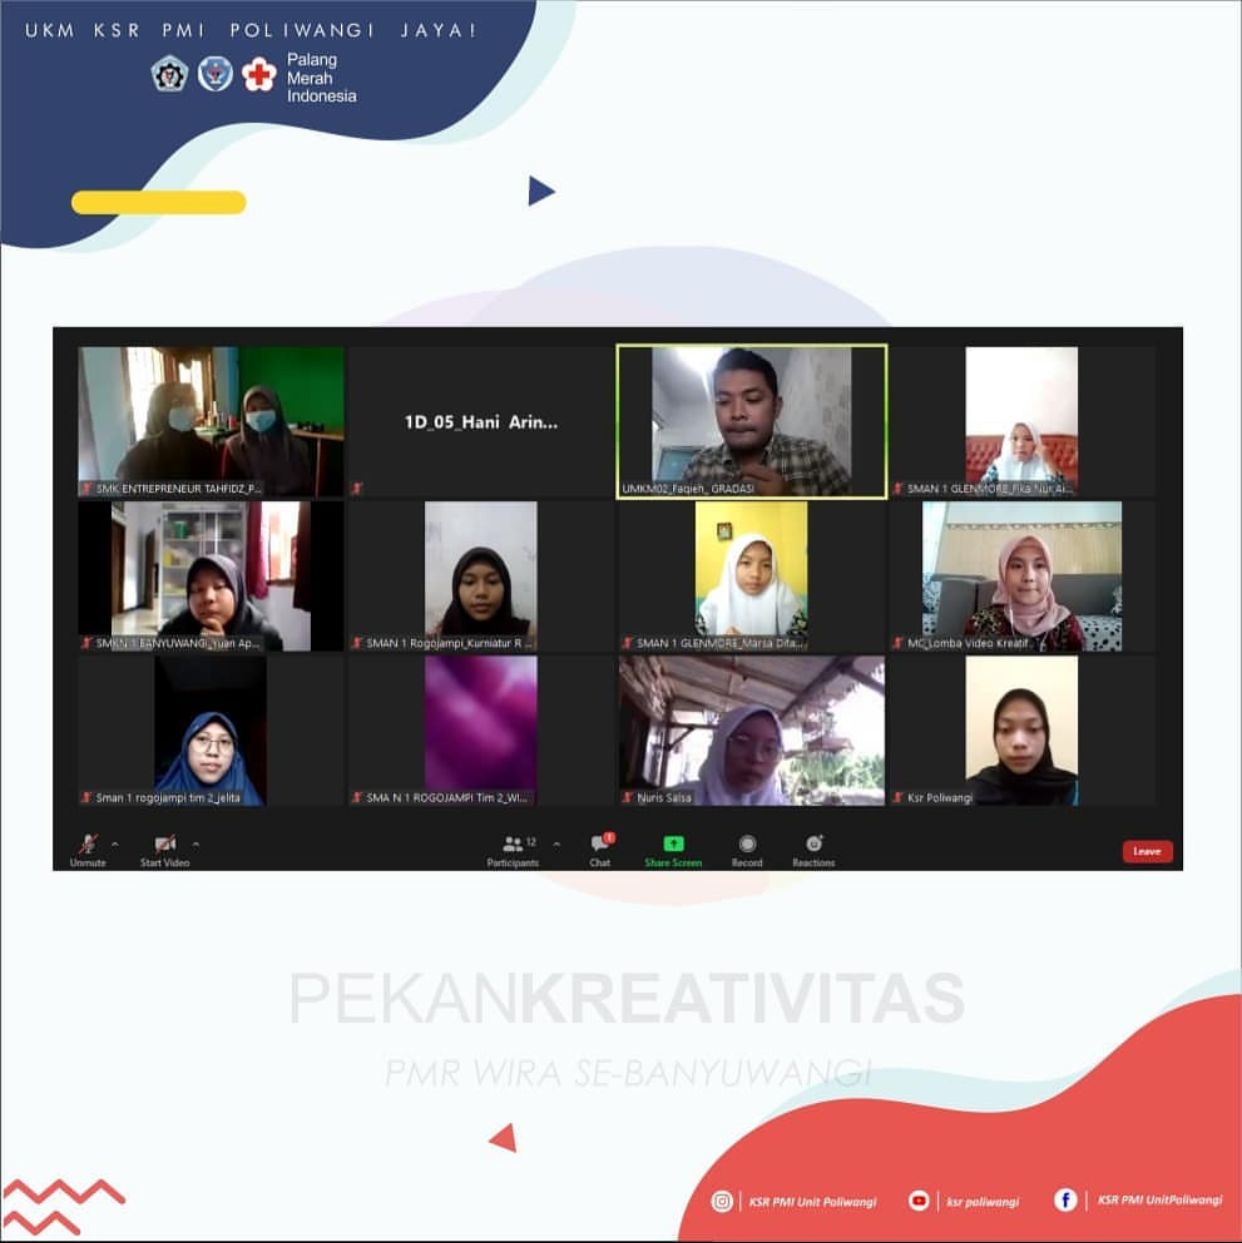 UKM KSR PMI POLIWANGI JAYA!
Palang
Merah
Indonesia
SMK ENTREPRENEUR TAHFIDZ_P...
1D_05_Hani Arin...
UMKM02_Faqieh_ GRADASI
SMAN 1 GLENMORE_Fika Nur Ai...
SMKN 1 BANYUWANGI_Yuan Ap...
SMAN 1 Rogojampi_Kurniatur R ...
SMAN 1 GLENMORE_Marsa Dita...
MC_Lomba Video Kreatif
Sman 1 rogojampi tim 2_jelita
SMA N 1 ROGOJAMPI Tim 2_Wi...
Nuris Salsa
Ksr Poliwangi
Unmute
Start Video
12
Participants
1
Chat
Share Screen
Record
Reactions
Leave
PEKANKREATIVITAS
PMR WIRA SE-BANYUWANGI
KSR PMI Unit Poliwangi
ksr poliwangi
KSR PMI UnitPoliwangi